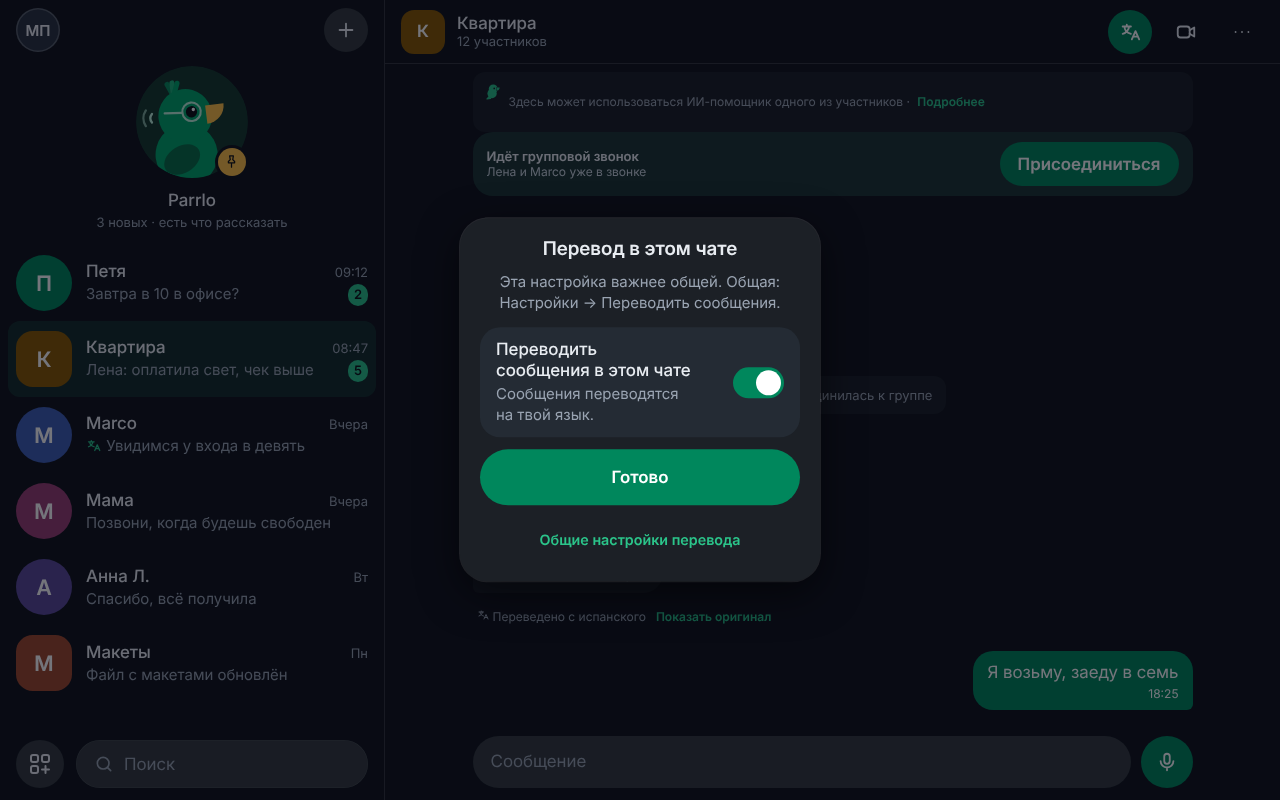 МП
Parrlo
3 новых · есть что рассказать
П
Петя
09:12
Завтра в 10 в офисе?
2
К
Квартира
08:47
Лена: оплатила свет, чек выше
5
M
Marco
Вчера
Увидимся у входа в девять
М
Мама
Вчера
Позвони, когда будешь свободен
А
Анна Л.
Вт
Спасибо, всё получила
М
Макеты
Пн
Файл с макетами обновлён
Поиск
К
Квартира
12 участников
Здесь может использоваться ИИ-помощник одного из участников · Подробнее
Идёт групповой звонок
Лена и Marco уже в звонке
Присоединиться
Перевод в этом чате
Эта настройка важнее общей. Общая:
Настройки → Переводить сообщения.
Переводить
сообщения в этом чате
Сообщения переводятся
на твой язык.
Готово
Общие настройки перевода
к группе
Переведено с испанского Показать оригинал
Я возьму, заеду в семь
18:25
Сообщение